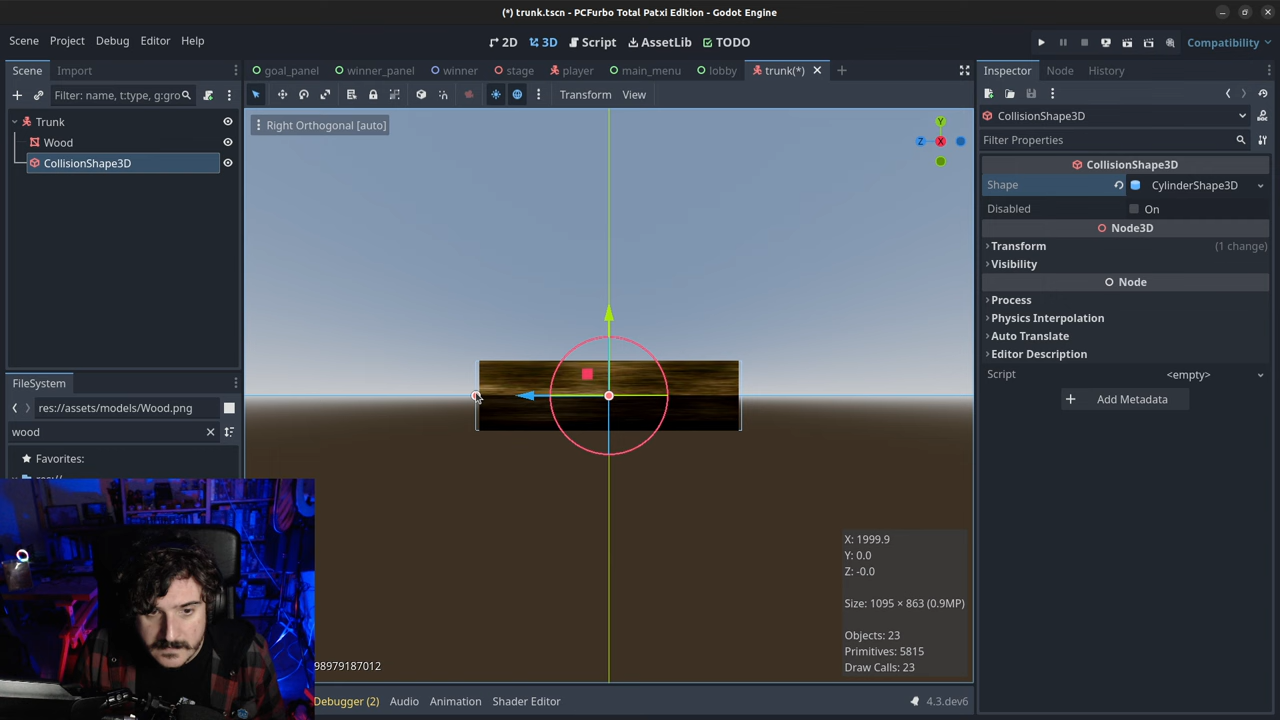 (*) trunk.tscn - PCFurbo Total Patxi Edition - Godot Engine
Scene Project Debug Editor Help
2D 3D Script AssetLib TODO
Compatibility
Scene Import
goal_panel winner_panel winner stage player main_menu lobby trunk(*)
Inspector Node History
Filter: name, t:type, g:gro
Transform View
Trunk
Wood
CollisionShape3D
Right Orthogonal [auto]
Y
Z X
CollisionShape3D
Filter Properties
CollisionShape3D
Shape CylinderShape3D
Disabled On
Node3D
Transform (1 change)
Visibility
Node
Process
Physics Interpolation
Auto Translate
Editor Description
Script <empty>
Add Metadata
FileSystem
res://assets/models/Wood.png
wood
Favorites:
X: 1999.9
Y: 0.0
Z: -0.0
Size: 1095 × 863 (0.9MP)
Objects: 23
Primitives: 5815
Draw Calls: 23
98979187012
Debugger (2) Audio Animation Shader Editor
4.3.dev6